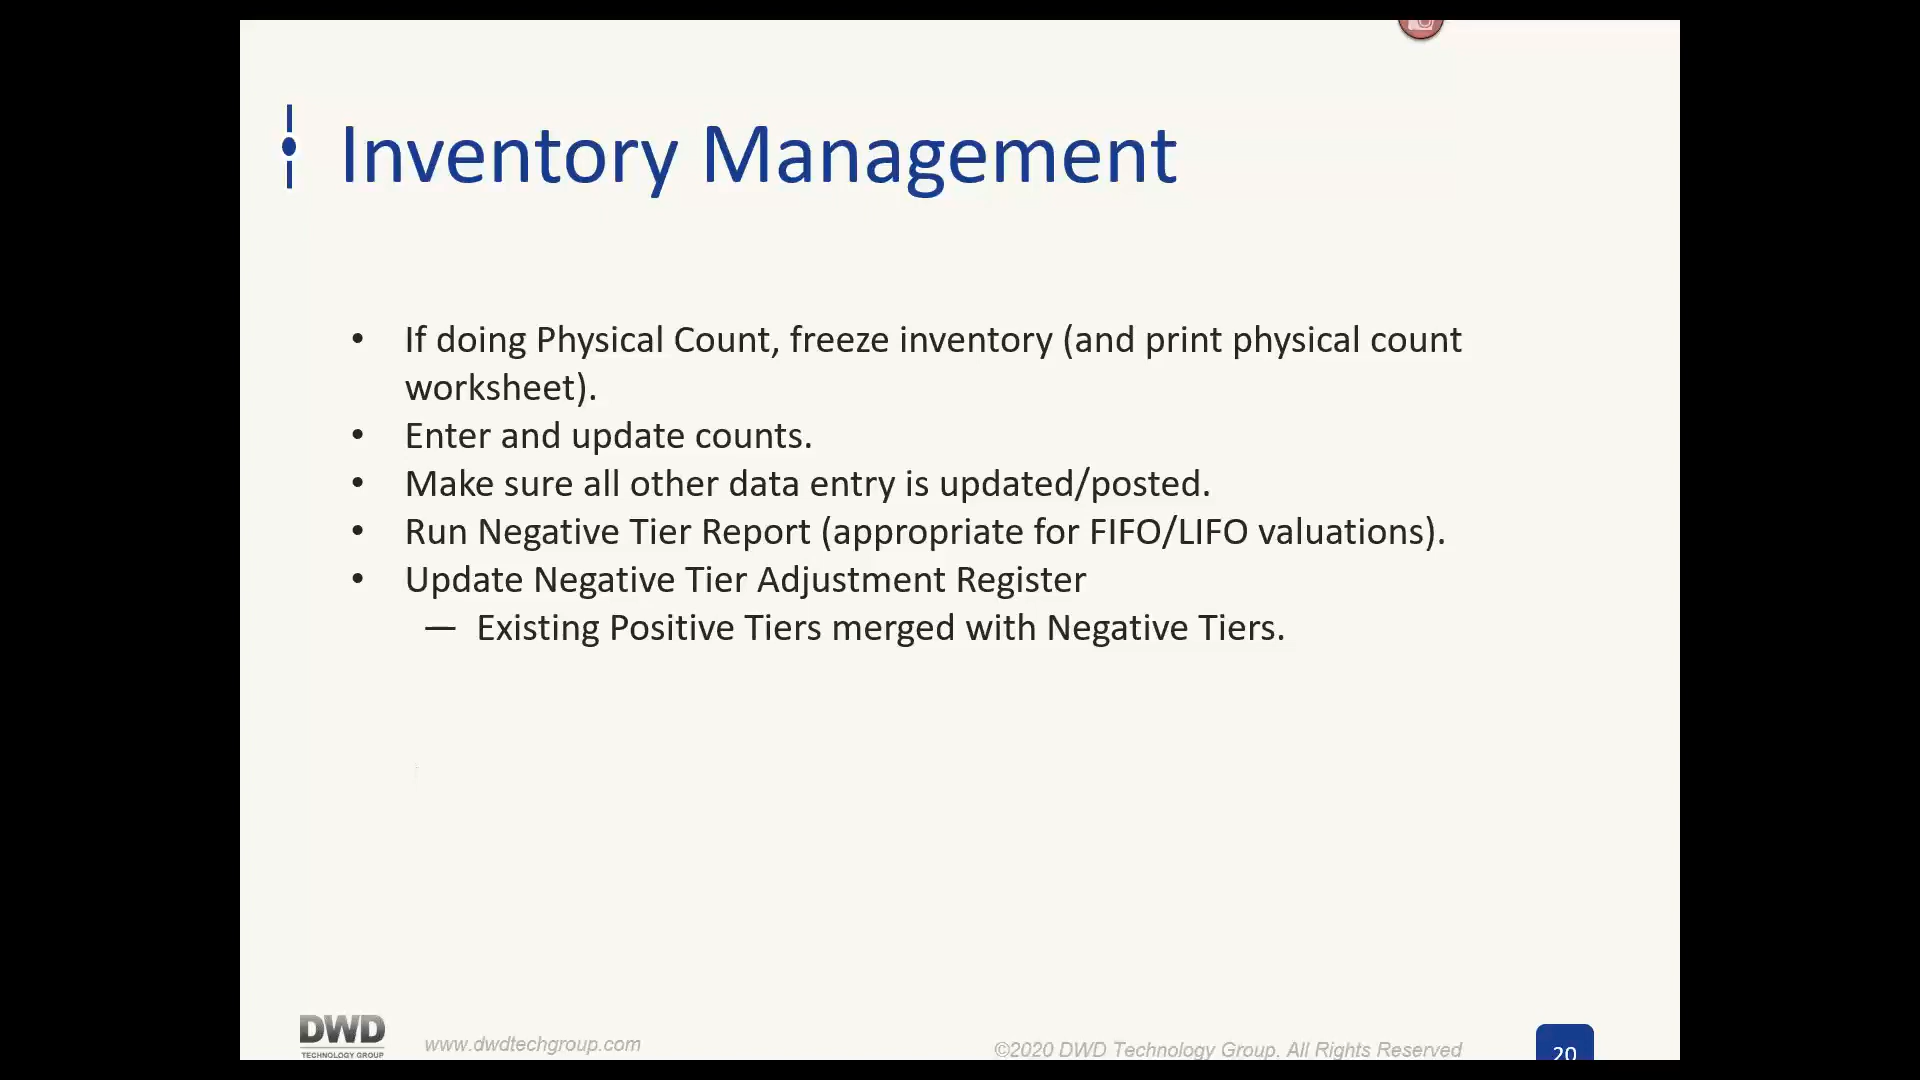 Inventory Management
• If doing Physical Count, freeze inventory (and print physical count
worksheet).
• Enter and update counts.
• Make sure all other data entry is updated/posted.
• Run Negative Tier Report (appropriate for FIFO/LIFO valuations).
• Update Negative Tier Adjustment Register
— Existing Positive Tiers merged with Negative Tiers.
DWD
TECHNOLOGY GROUP
www.dwdtechgroup.com
©2020 DWD Technology Group. All Rights Reserved
20